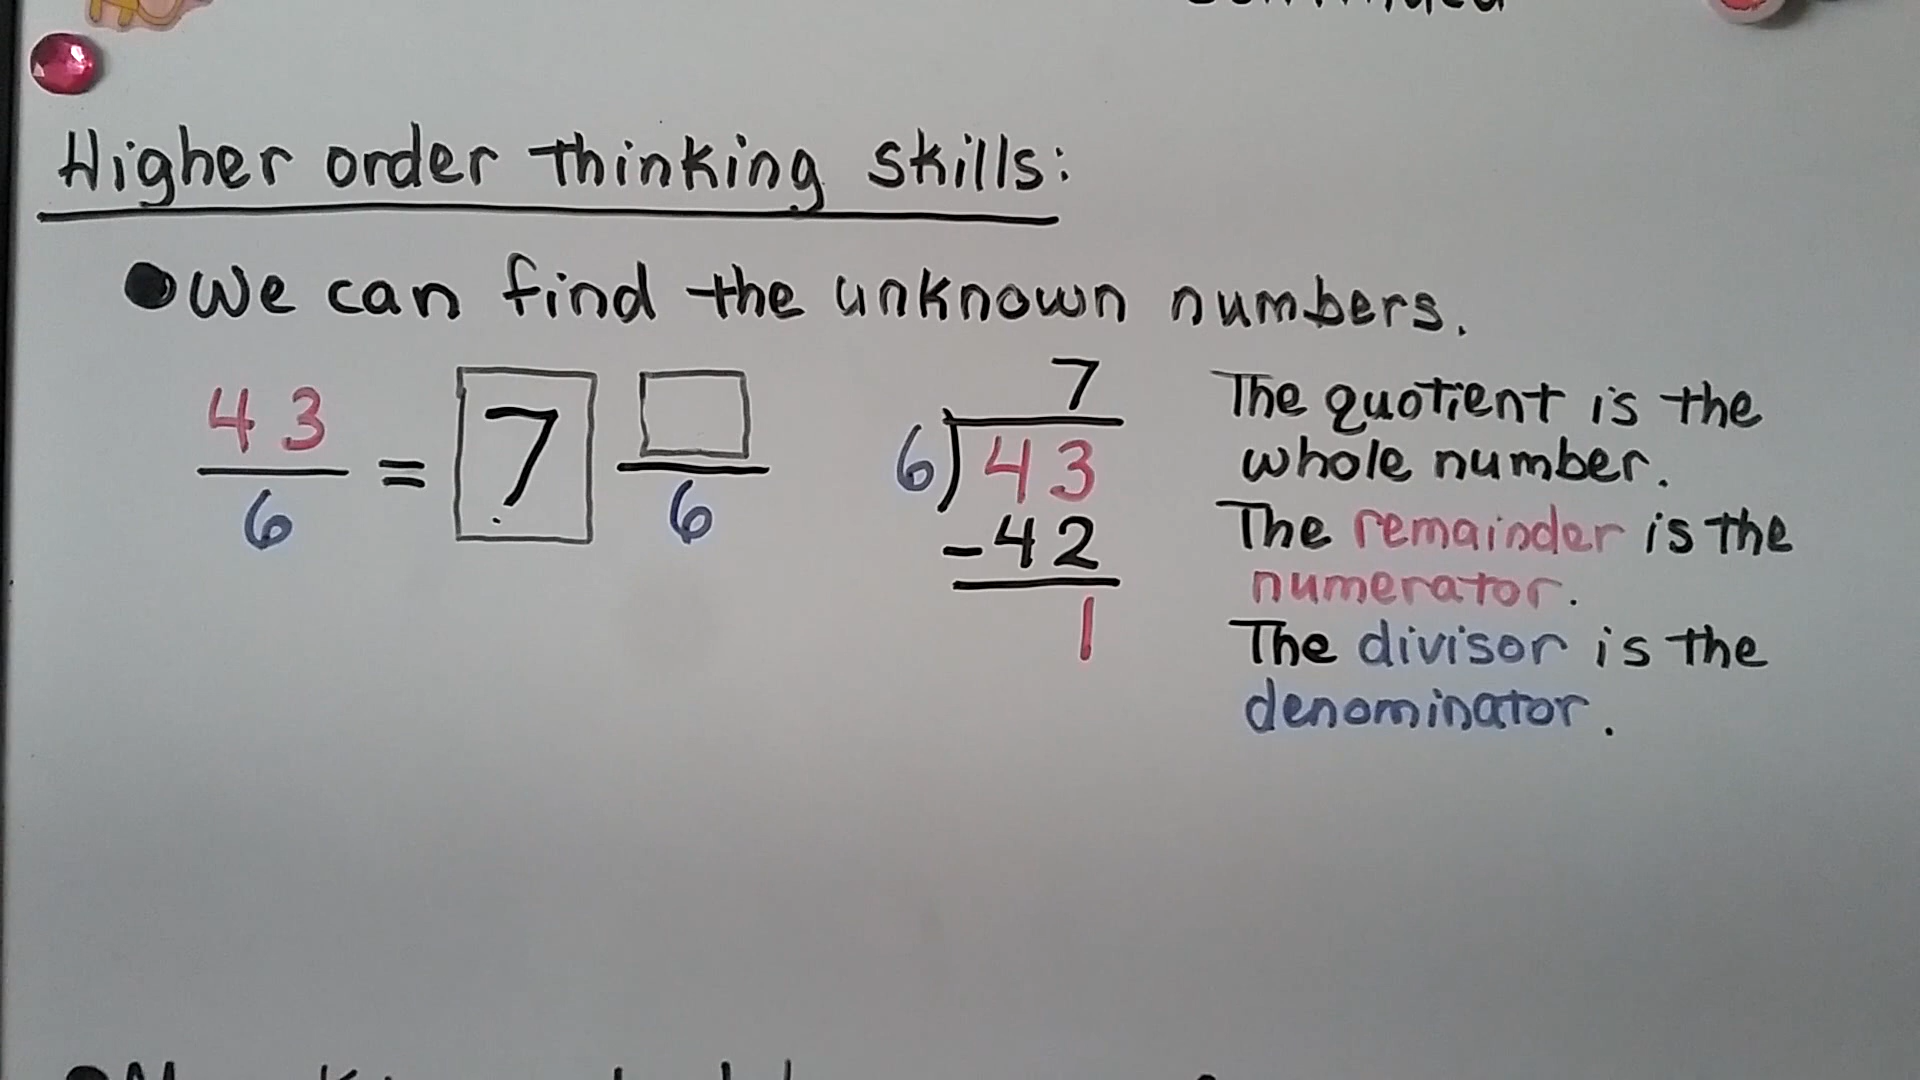 Higher order thinking skills:
●We can find the unknown numbers.
43/6 = 7 □/6
7
6)43
-42
1
The quotient is the
whole number.
The remainder is the
numerator.
The divisor is the
denominator.